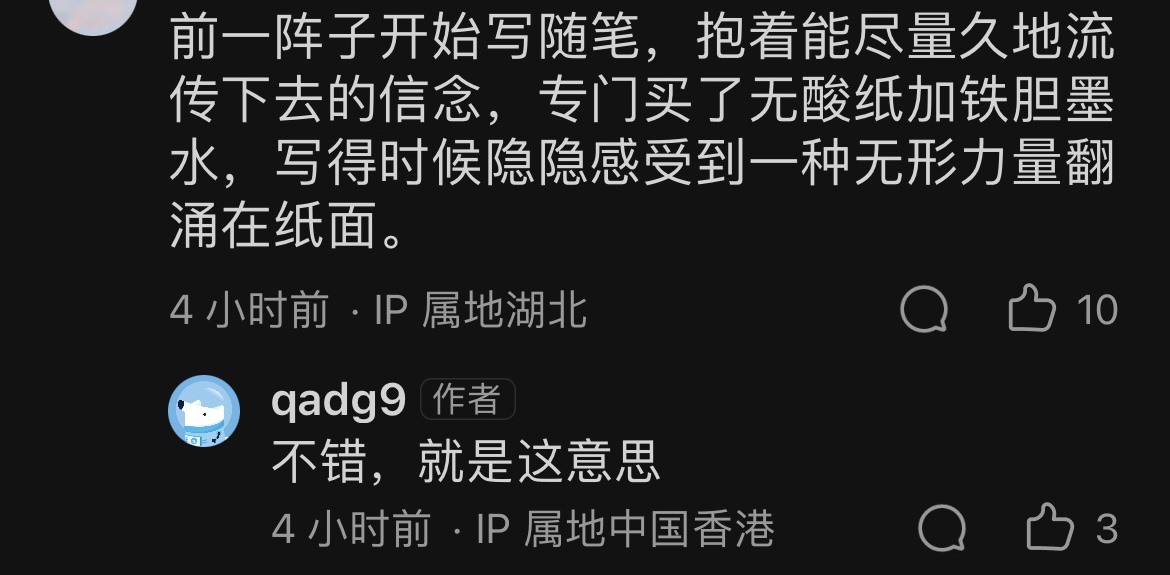 前一阵子开始写随笔，抱着能尽量久地流
传下去的信念，专门买了无酸纸加铁胆墨
水，写得时候隐隐感受到一种无形力量翻
涌在纸面。
4 小时前 · IP 属地湖北 10
qadg9 作者
不错，就是这意思
4 小时前 · IP 属地中国香港 3